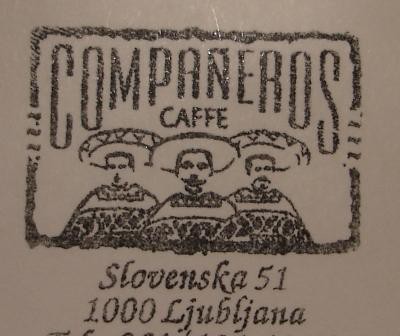 COMPAÑEROS
CAFFE
Slovenska 51
1000 Ljubljana